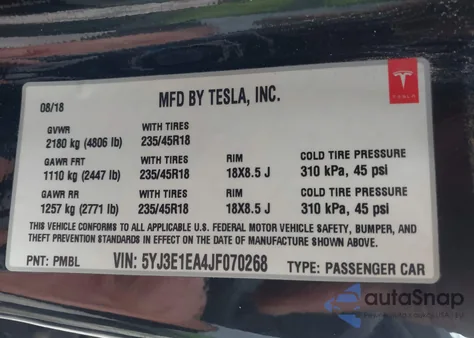 MFD BY TESLA, INC.
TESLA
08/18
GVWR WITH TIRES
2180 kg (4806 lb) 235/45R18
GAWR FRT WITH TIRES RIM COLD TIRE PRESSURE
1110 kg (2447 lb) 235/45R18 18X8.5 J 310 kPa, 45 psi
GAWR RR WITH TIRES RIM COLD TIRE PRESSURE
1257 kg (2771 lb) 235/45R18 18X8.5 J 310 kPa, 45 psi
THIS VEHICLE CONFORMS TO ALL APPLICABLE U.S. FEDERAL MOTOR VEHICLE SAFETY, BUMPER, AND
THEFT PREVENTION STANDARDS IN EFFECT ON THE DATE OF MANUFACTURE SHOWN ABOVE.
PNT: PMBL VIN: 5YJ3E1EA4JF070268 TYPE: PASSENGER CAR
autaSnap